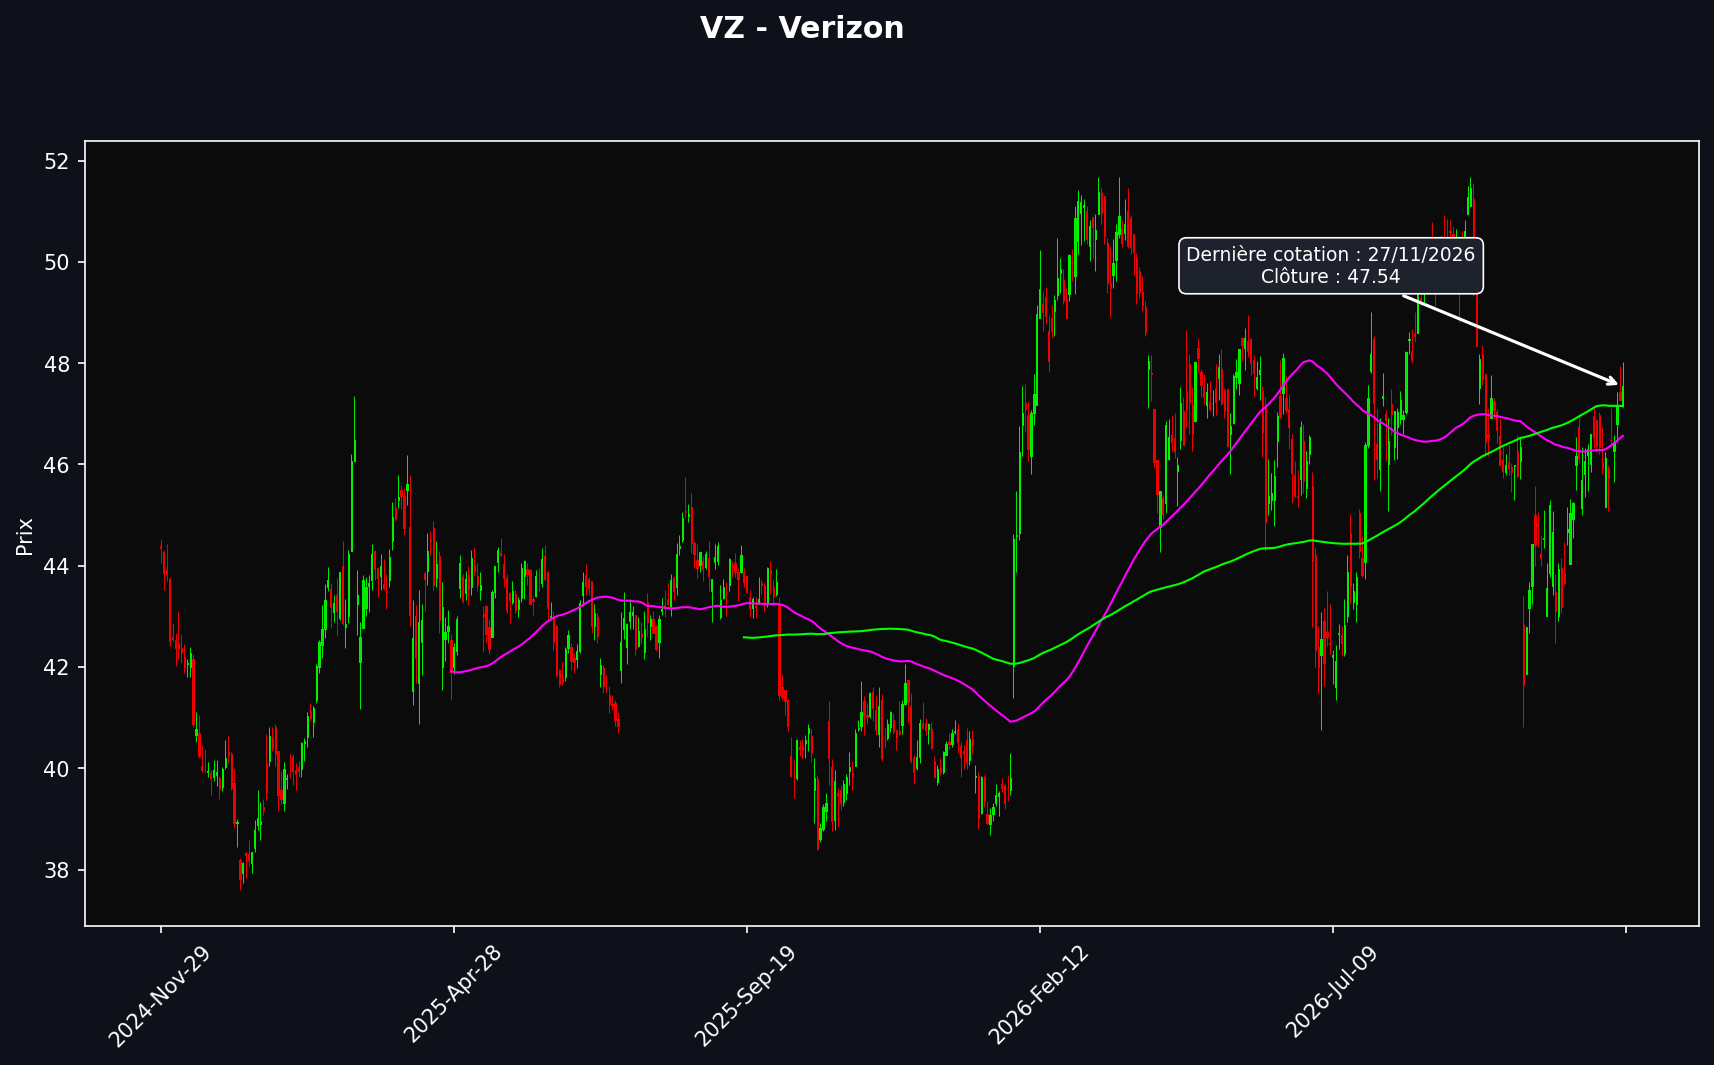 VZ - Verizon
Prix
52
50
48
46
44
42
40
38
Dernière cotation : 27/11/2026
Clôture : 47.54
2024-Nov-29
2025-Apr-28
2025-Sep-19
2026-Feb-12
2026-Jul-09